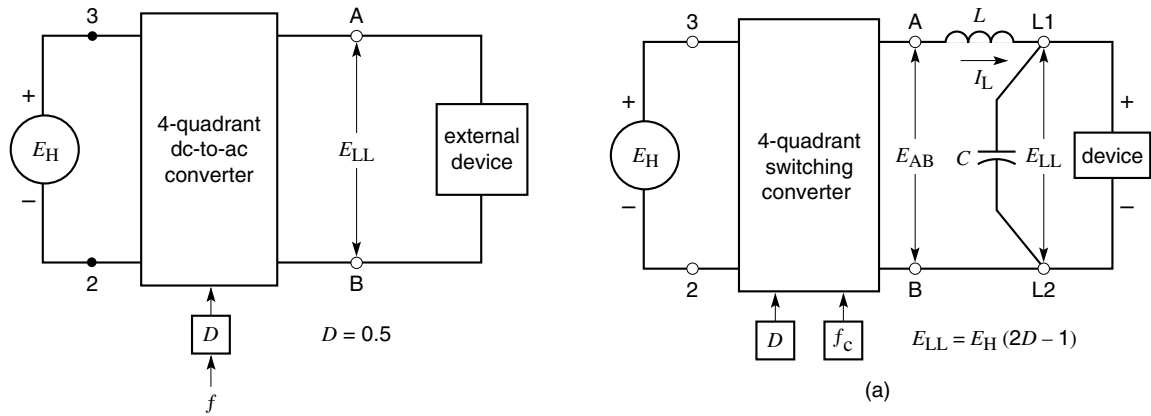 3
A
+
E_H
−
2
4-quadrant
dc-to-ac
converter
E_LL
external
device
B
D
D = 0.5
f
3
A
L
L1
I_L
+
E_H
−
4-quadrant
switching
converter
E_AB
C
E_LL
+
device
−
2
B
L2
D
f_c
E_LL = E_H (2D – 1)
(a)